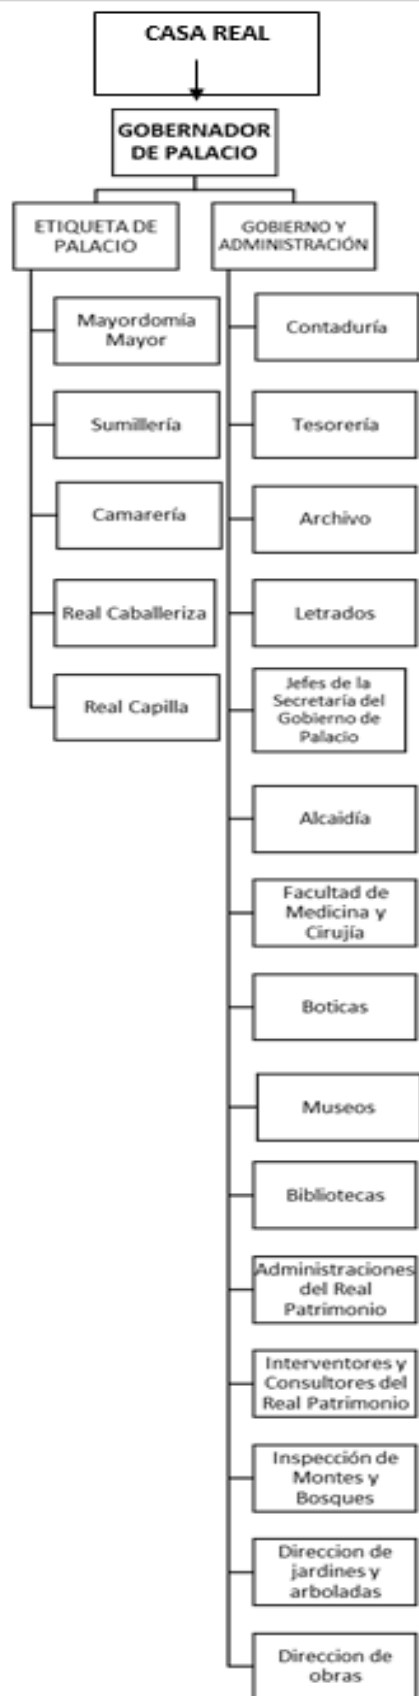 CASA REAL
GOBERNADOR
DE PALACIO
ETIQUETA DE
PALACIO
Mayordomía
Mayor
Sumillería
Camarería
Real Caballeriza
Real Capilla
GOBIERNO Y
ADMINISTRACIÓN
Contaduría
Tesorería
Archivo
Letrados
Jefes de la
Secretaría del
Gobierno de
Palacio
Alcaidía
Facultad de
Medicina y
Cirujía
Boticas
Museos
Bibliotecas
Administraciones
del Real
Patrimonio
Interventores y
Consultores del
Real Patrimonio
Inspección de
Montes y
Bosques
Direccion de
jardines y
arboladas
Direccion de
obras